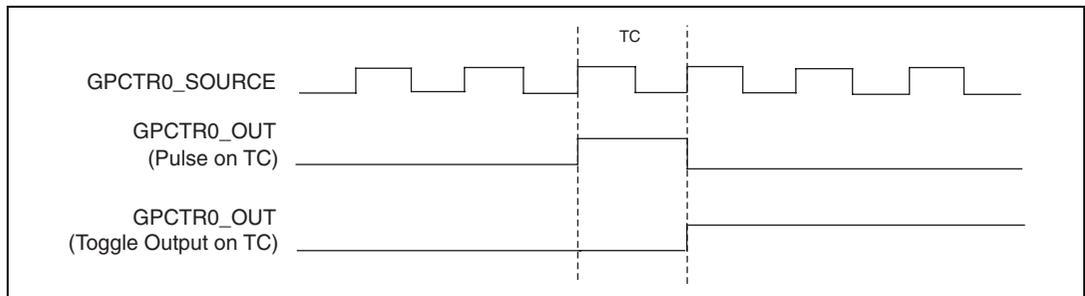 TC
GPCTR0_SOURCE
GPCTR0_OUT
(Pulse on TC)
GPCTR0_OUT
(Toggle Output on TC)